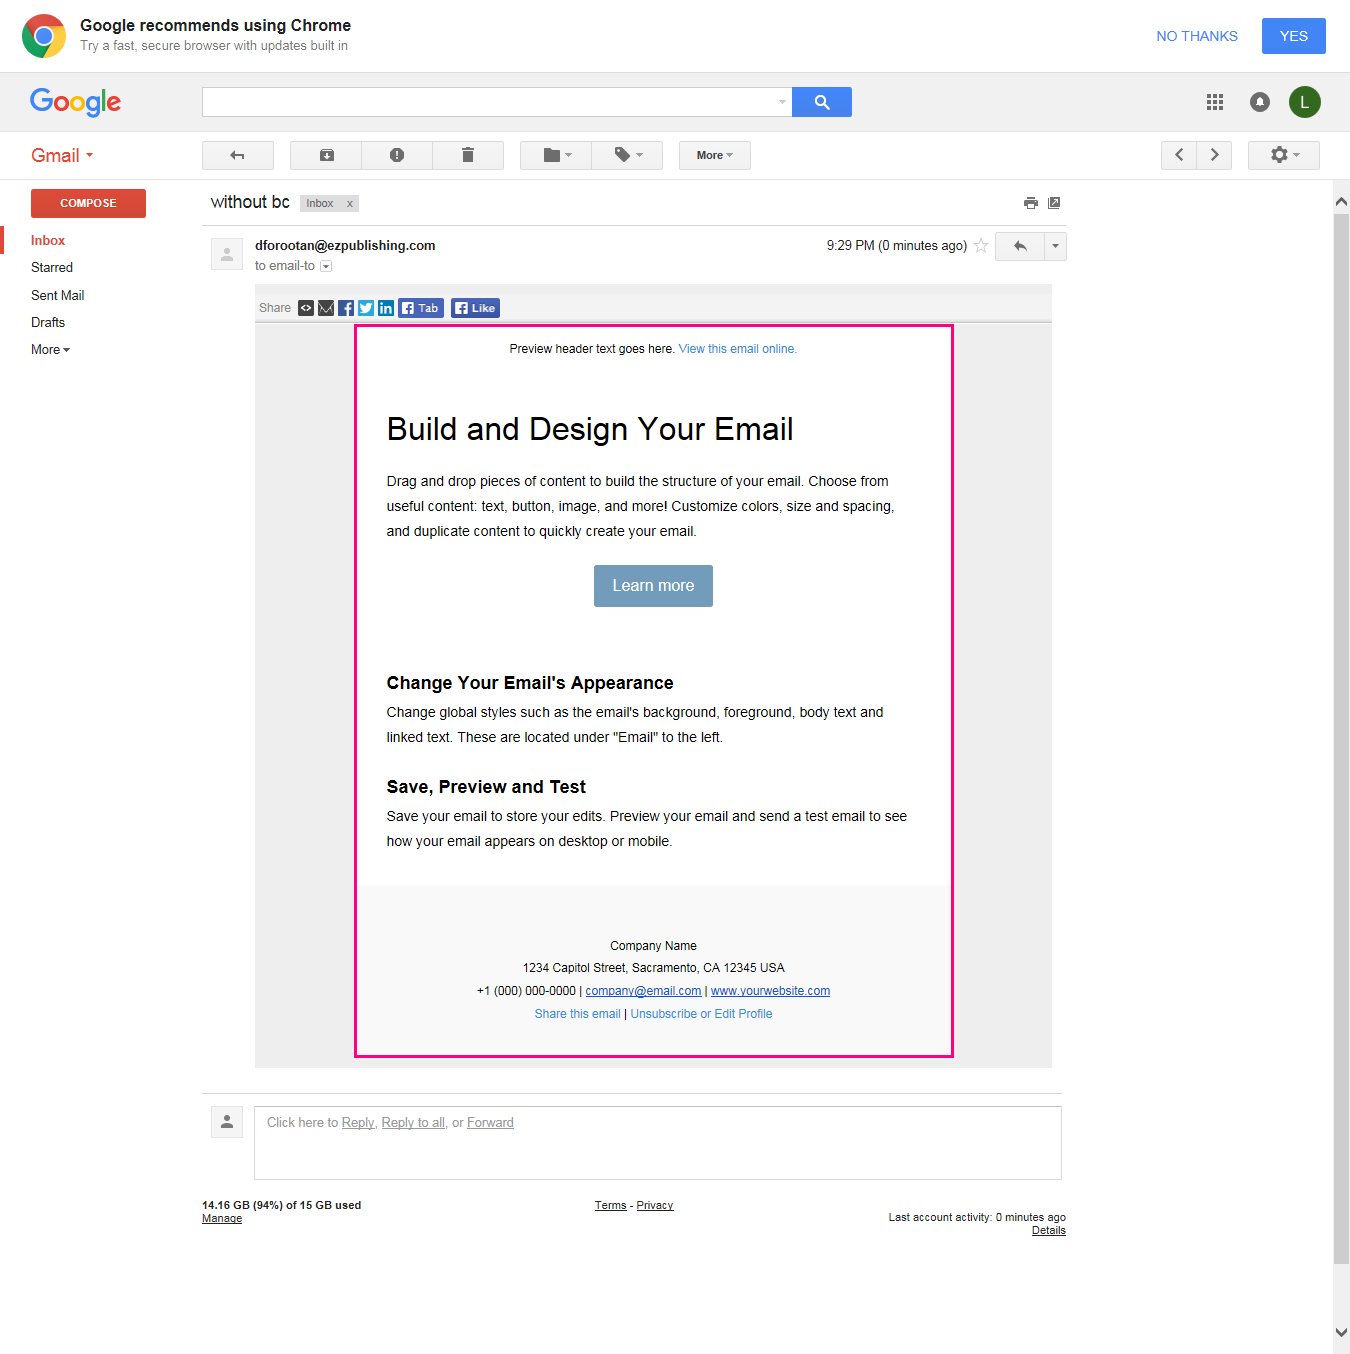 Google recommends using Chrome
Try a fast, secure browser with updates built in
NO THANKS
YES
Google
L
Gmail
More
COMPOSE
without bc
Inbox x
Inbox
Starred
Sent Mail
Drafts
More
dforootan@ezpublishing.com
9:29 PM (0 minutes ago)
to email-to
Share
Tab
Like
Preview header text goes here. View this email online.
Build and Design Your Email
Drag and drop pieces of content to build the structure of your email. Choose from
useful content: text, button, image, and more! Customize colors, size and spacing,
and duplicate content to quickly create your email.
Learn more
Change Your Email's Appearance
Change global styles such as the email's background, foreground, body text and
linked text. These are located under "Email" to the left.
Save, Preview and Test
Save your email to store your edits. Preview your email and send a test email to see
how your email appears on desktop or mobile.
Company Name
1234 Capitol Street, Sacramento, CA 12345 USA
+1 (000) 000-0000 | company@email.com | www.yourwebsite.com
Share this email | Unsubscribe or Edit Profile
Click here to Reply, Reply to all, or Forward
14.16 GB (94%) of 15 GB used
Manage
Terms - Privacy
Last account activity: 0 minutes ago
Details